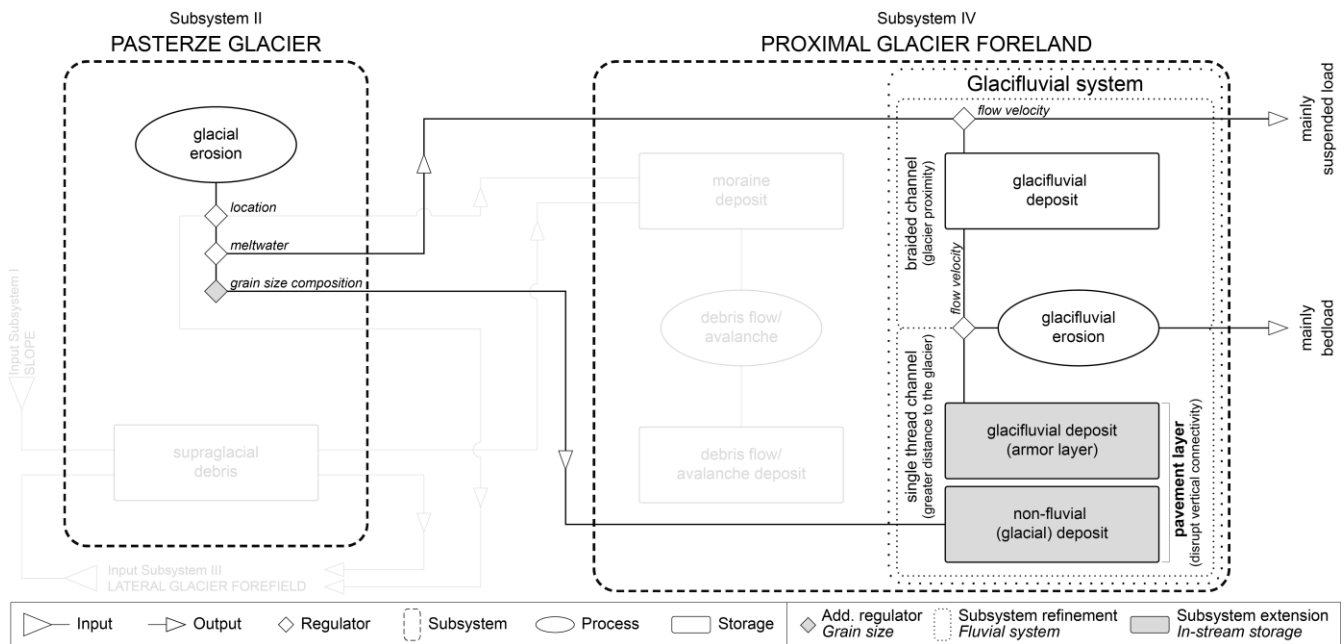 Subsystem II
PASTERZE GLACIER
Subsystem IV
PROXIMAL GLACIER FORELAND
Glacifluvial system
glacial
erosion
location
meltwater
grain size composition
Input Subsystem I
SLOPE
supraglacial
debris
Input Subsystem III
LATERAL GLACIER FOREFIELD
moraine
deposit
debris flow/
avalanche
debris flow/
avalanche deposit
flow velocity
braided channel
(glacier proximity)
glacifluvial
deposit
flow velocity
glacifluvial
erosion
single thread channel
(greater distance to the glacier)
glacifluvial deposit
(armor layer)
non-fluvial
(glacial) deposit
pavement layer
(disrupt vertical connectivity)
mainly
suspended load
mainly
bedload
Input
Output
Regulator
Subsystem
Process
Storage
Add. regulator
Grain size
Subsystem refinement
Fluvial system
Subsystem extension
In-stream storage